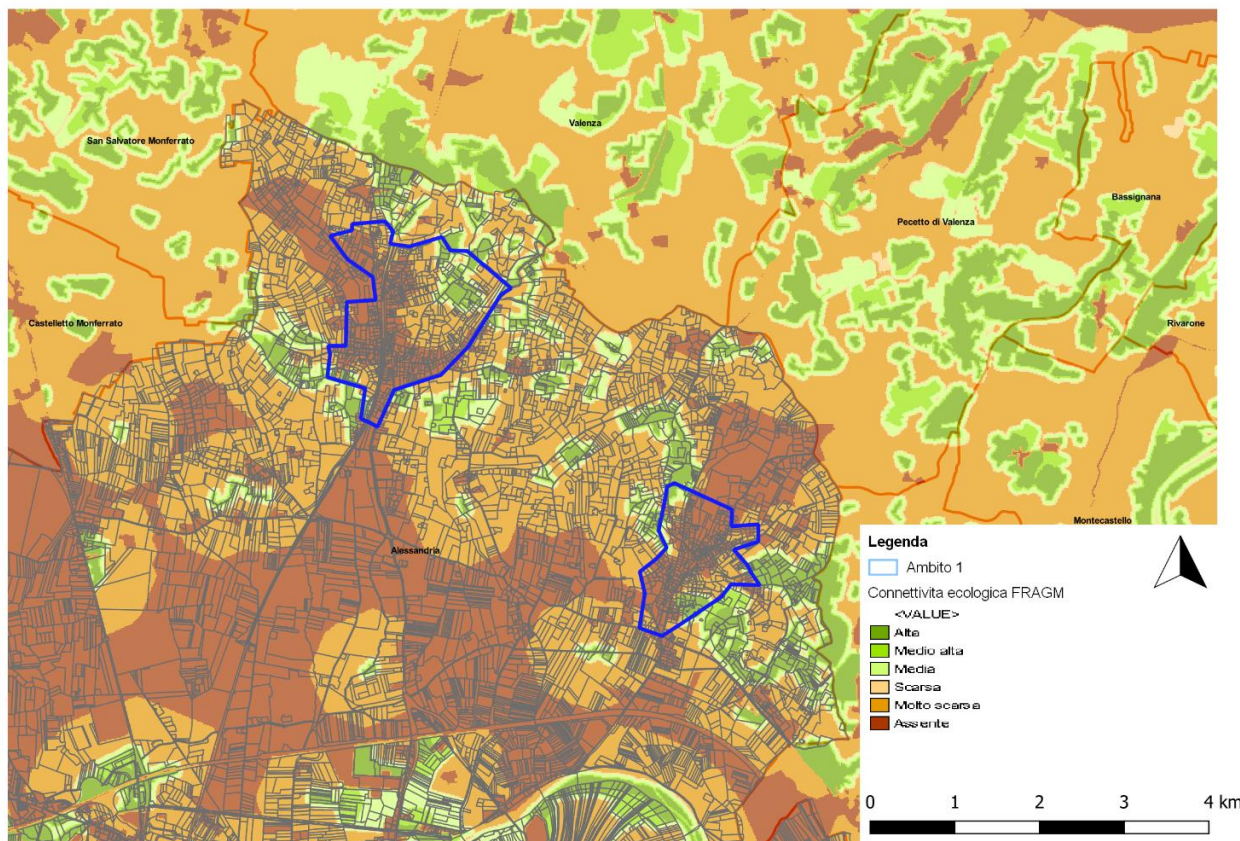 Valenza
San Salvatore Monferrato
Bassignana
Pecetto di Valenza
Castelletto Monferrato
Rivarone
Montecastello
Alessandria
Legenda
Ambito 1
Connettività ecologica FRAGM
<VALUE>
Alta
Medio alta
Media
Scarsa
Molto scarsa
Assente
0 1 2 3 4 km